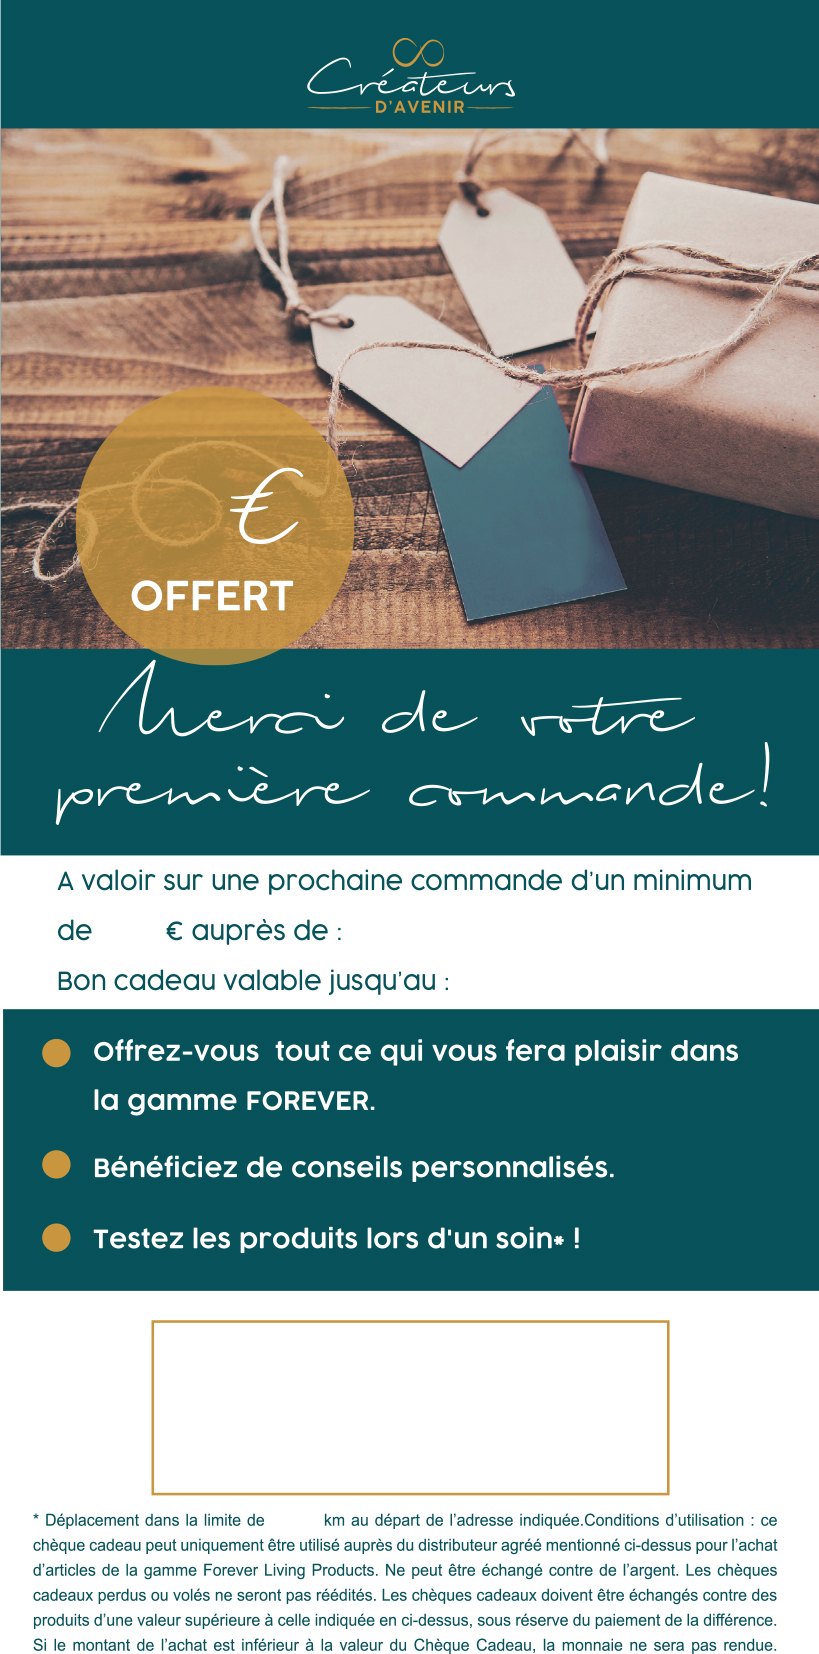 Créateurs
D'AVENIR
€
OFFERT
Merci de votre
première commande!
A valoir sur une prochaine commande d'un minimum
de € auprès de :
Bon cadeau valable jusqu'au :
Offrez-vous tout ce qui vous fera plaisir dans
la gamme FOREVER.
Bénéficiez de conseils personnalisés.
Testez les produits lors d'un soin* !
* Déplacement dans la limite de km au départ de l’adresse indiquée.Conditions d’utilisation : ce
chèque cadeau peut uniquement être utilisé auprès du distributeur agréé mentionné ci-dessus pour l’achat
d’articles de la gamme Forever Living Products. Ne peut être échangé contre de l’argent. Les chèques
cadeaux perdus ou volés ne seront pas réédités. Les chèques cadeaux doivent être échangés contre des
produits d’une valeur supérieure à celle indiquée en ci-dessus, sous réserve du paiement de la différence.
Si le montant de l’achat est inférieur à la valeur du Chèque Cadeau, la monnaie ne sera pas rendue.